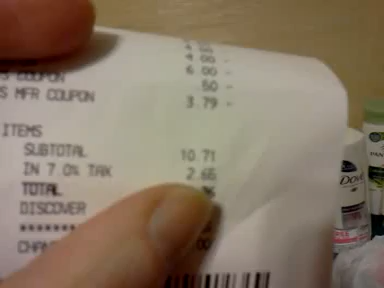 4.00 -
6.00 -
S COUPON .50 -
S MFR COUPON 3.79 -
ITEMS
SUBTOTAL 10.71
IN 7.0% TAX 2.66
TOTAL
DISCOVER
Dove